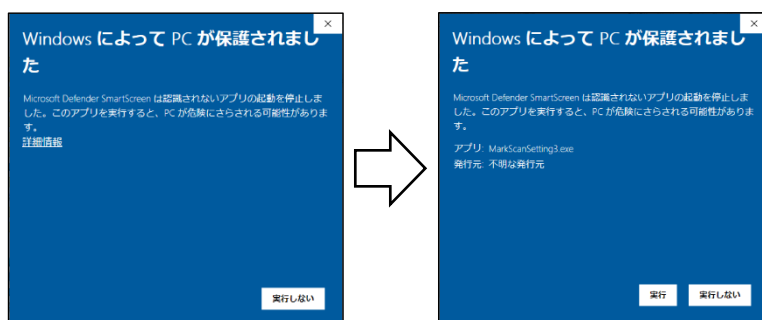 ×
Windows によって PC が保護されまし
た
Microsoft Defender SmartScreen は認識されないアプリの起動を停止しま
した。このアプリを実行すると、PC が危険にさらされる可能性がありま
す。
詳細情報
実行しない
×
Windows によって PC が保護されまし
た
Microsoft Defender SmartScreen は認識されないアプリの起動を停止しま
した。このアプリを実行すると、PC が危険にさらされる可能性がありま
す。
アプリ: MarkScanSetting3.exe
発行元: 不明な発行元
実行 実行しない